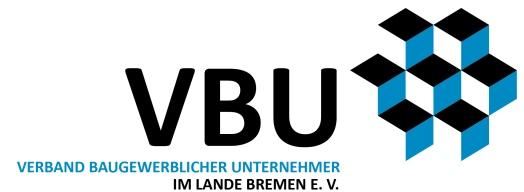 VBU
VERBAND BAUGEWERBLICHER UNTERNEHMER
IM LANDE BREMEN E. V.